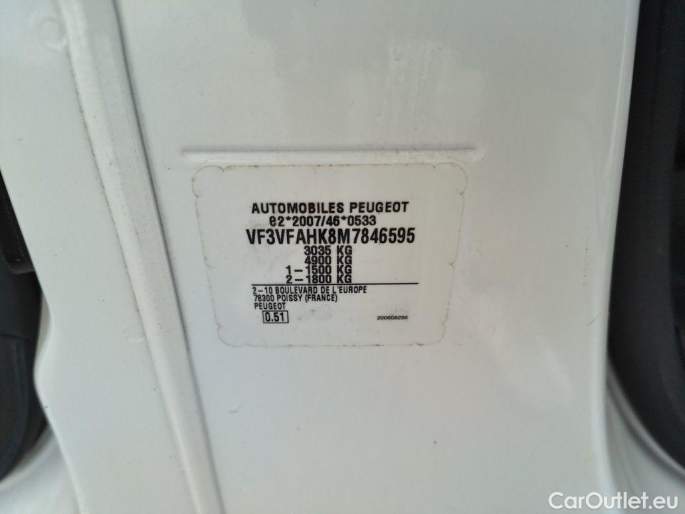 AUTOMOBILES PEUGEOT
e2*2007/46*0533
VF3VFAHK8M7846595
3035 KG
4900 KG
1-1500 KG
2-1800 KG
2-10 BOULEVARD DE L'EUROPE
78300 POISSY (FRANCE)
PEUGEOT
0.51
CarOutlet.eu